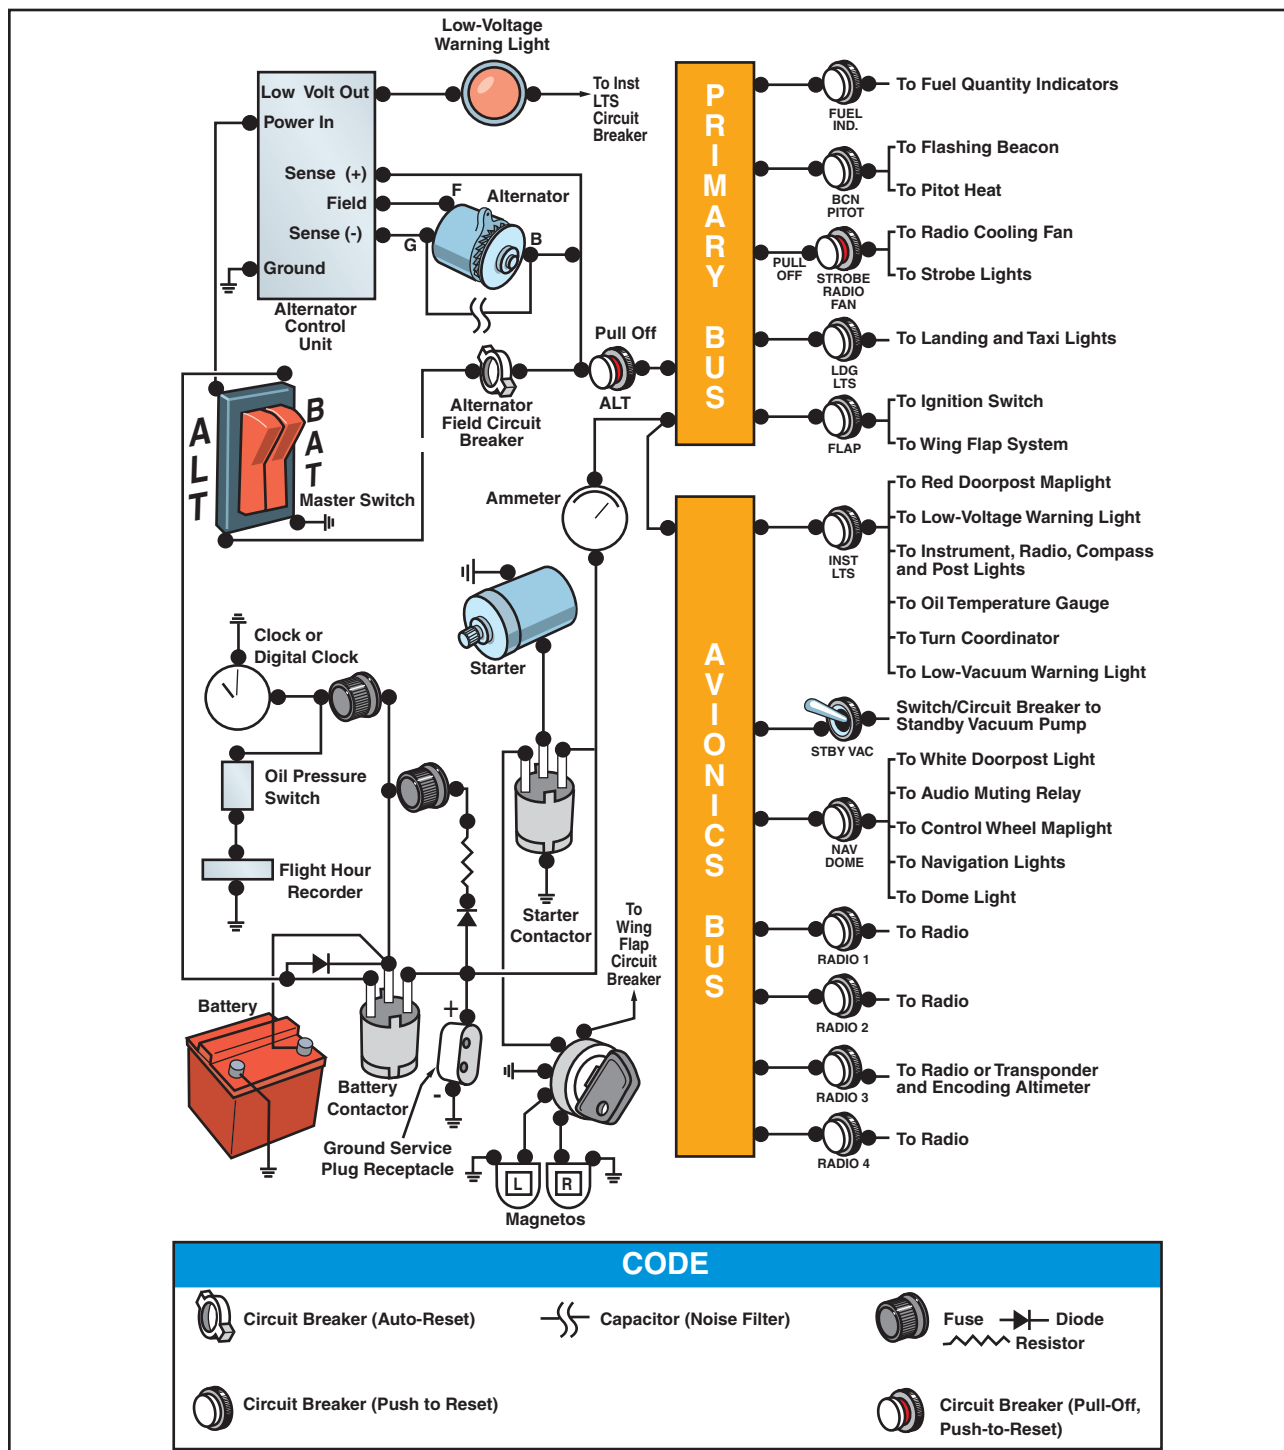 Low-Voltage
Warning Light
Low Volt Out
Power In
Sense (+)
Field
Sense (-)
Ground
Alternator
Control
Unit
To Inst
LTS
Circuit
Breaker
F
Alternator
G
B
Pull Off
ALT
Alternator
Field Circuit
Breaker
ALT
BAT
Master Switch
Ammeter
Clock or
Digital Clock
Starter
Oil Pressure
Switch
Flight Hour
Recorder
Starter
Contactor
To
Wing
Flap
Circuit
Breaker
Battery
+
-
Battery
Contactor
Ground Service
Plug Receptacle
L
R
Magnetos
PRIMARY BUS
FUEL
IND.
To Fuel Quantity Indicators
BCN
PITOT
To Flashing Beacon
To Pitot Heat
PULL
OFF
STROBE
RADIO
FAN
To Radio Cooling Fan
To Strobe Lights
LDG
LTS
To Landing and Taxi Lights
FLAP
To Ignition Switch
To Wing Flap System
AVIONICS BUS
INST
LTS
To Red Doorpost Maplight
To Low-Voltage Warning Light
To Instrument, Radio, Compass
and Post Lights
To Oil Temperature Gauge
To Turn Coordinator
To Low-Vacuum Warning Light
STBY VAC
Switch/Circuit Breaker to
Standby Vacuum Pump
NAV
DOME
To White Doorpost Light
To Audio Muting Relay
To Control Wheel Maplight
To Navigation Lights
To Dome Light
RADIO 1
To Radio
RADIO 2
To Radio
RADIO 3
To Radio or Transponder
and Encoding Altimeter
RADIO 4
To Radio
CODE
Circuit Breaker (Auto-Reset)
Capacitor (Noise Filter)
Fuse
Diode
Resistor
Circuit Breaker (Push to Reset)
Circuit Breaker (Pull-Off,
Push-to-Reset)